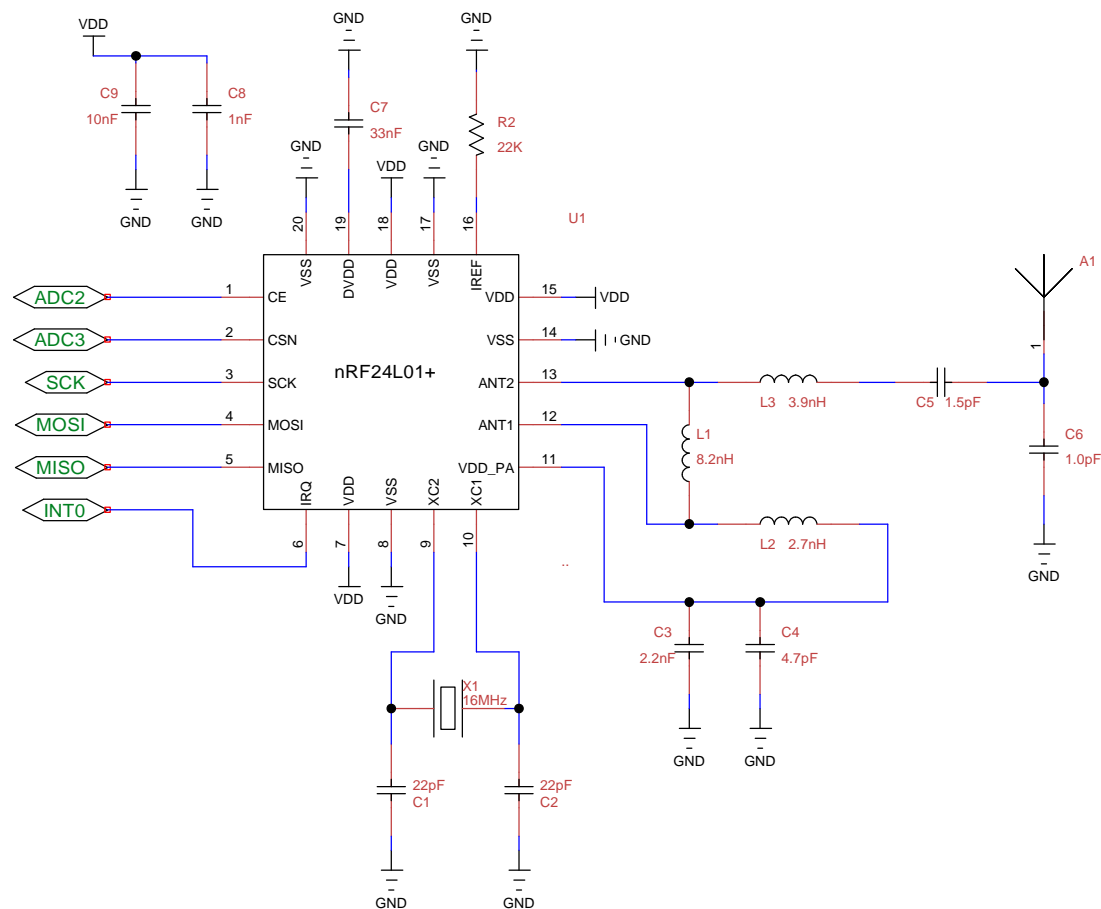 GND
GND
VDD
C9
10nF
C8
1nF
C7
33nF
R2
22K
GND
GND
VDD
GND
GND
GND
20
19
18
17
16
U1
VSS
DVDD
VDD
VSS
IREF
A1
1
ADC2
1
CE
VDD
15
VDD
ADC3
2
CSN
VSS
14
GND
SCK
3
SCK
nRF24L01+
ANT2
13
L3 3.9nH
C5 1.5pF
MOSI
4
MOSI
ANT1
12
L1
8.2nH
C6
1.0pF
MISO
5
MISO
VDD_PA
11
INT0
IRQ
VDD
VSS
XC2
XC1
6
7
8
9
10
L2 2.7nH
..
GND
VDD
GND
C3
2.2nF
C4
4.7pF
X1
16MHz
GND
GND
22pF
C1
22pF
C2
GND
GND